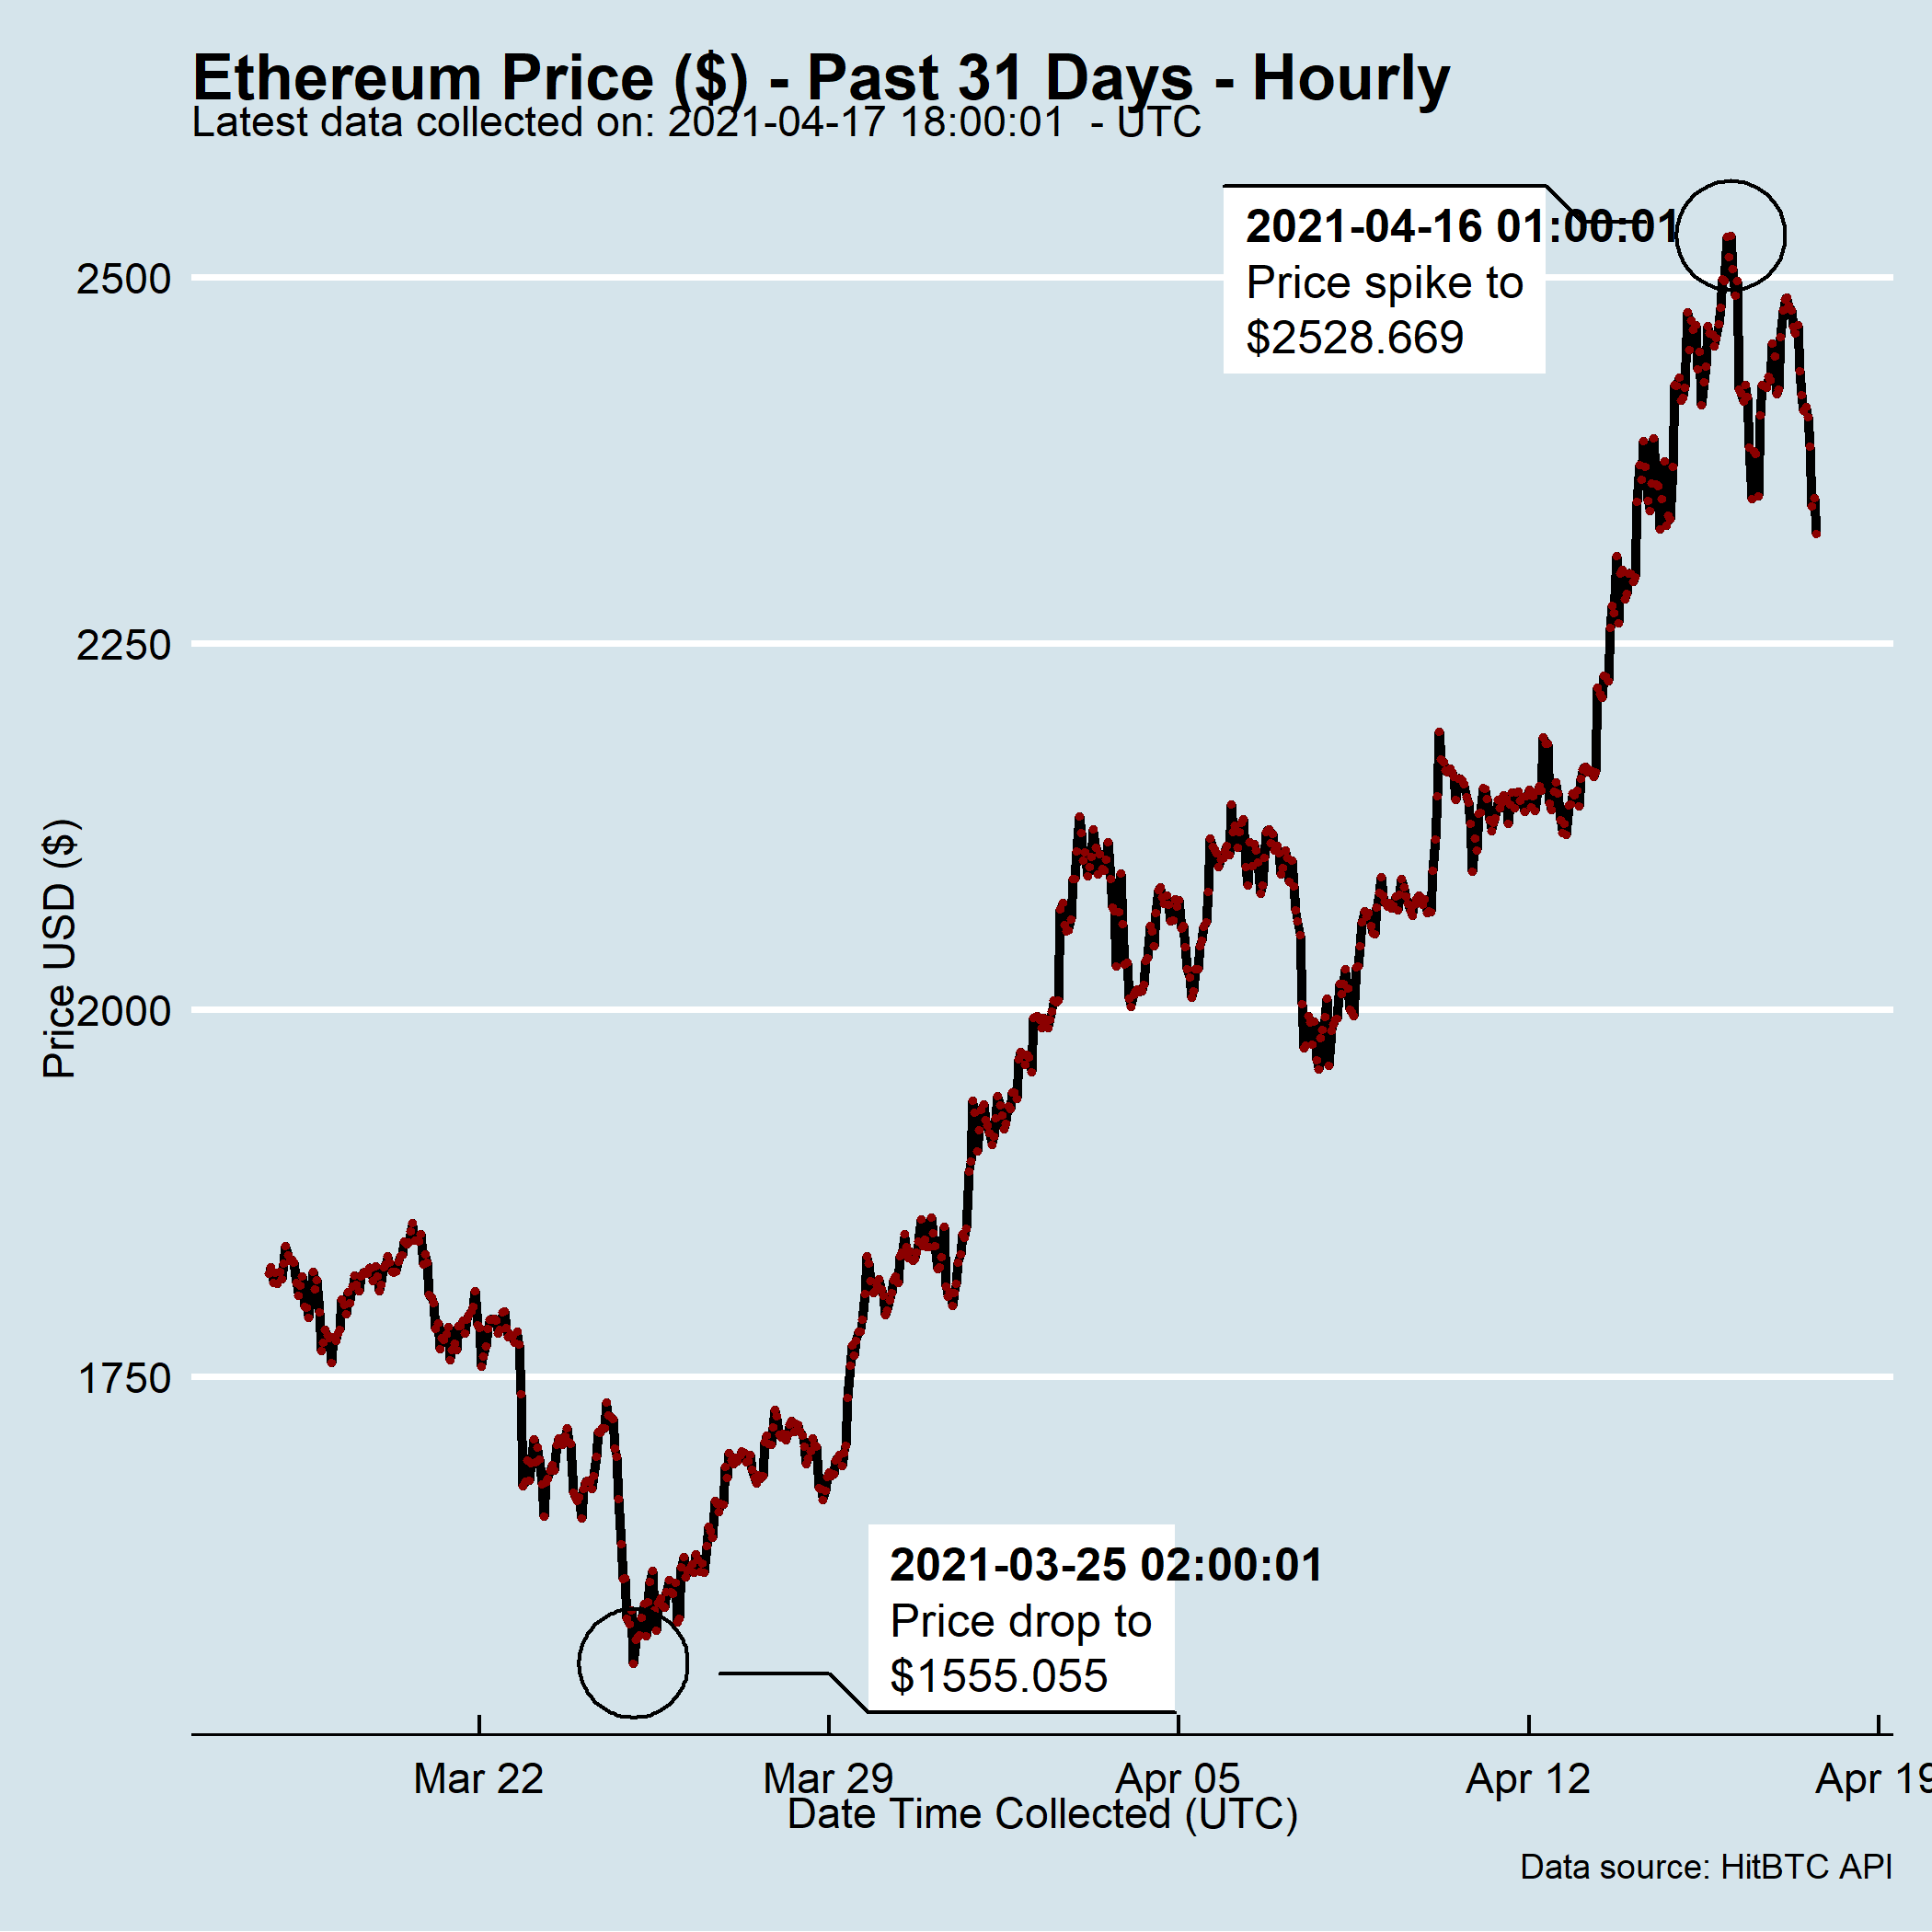 Ethereum Price ($) - Past 31 Days - Hourly
Latest data collected on: 2021-04-17 18:00:01  - UTC
2021-04-16 01:00:01
Price spike to
$2528.669
2500
2250
2000
1750
Price USD ($)
2021-03-25 02:00:01
Price drop to
$1555.055
Mar 22
Mar 29
Apr 05
Apr 12
Apr 19
Date Time Collected (UTC)
Data source: HitBTC API